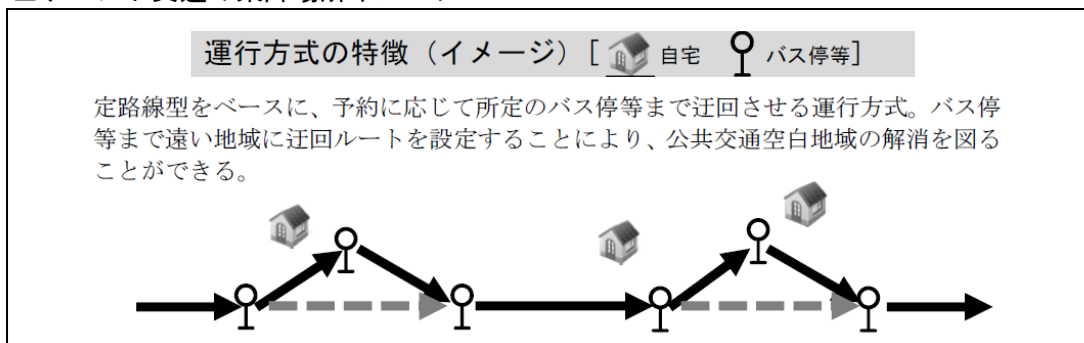 運行方式の特徴（イメージ）［ 自宅 バス停等］
定路線型をベースに、予約に応じて所定のバス停等まで迂回させる運行方式。バス停
等まで遠い地域に迂回ルートを設定することにより、公共交通空白地域の解消を図る
ことができる。